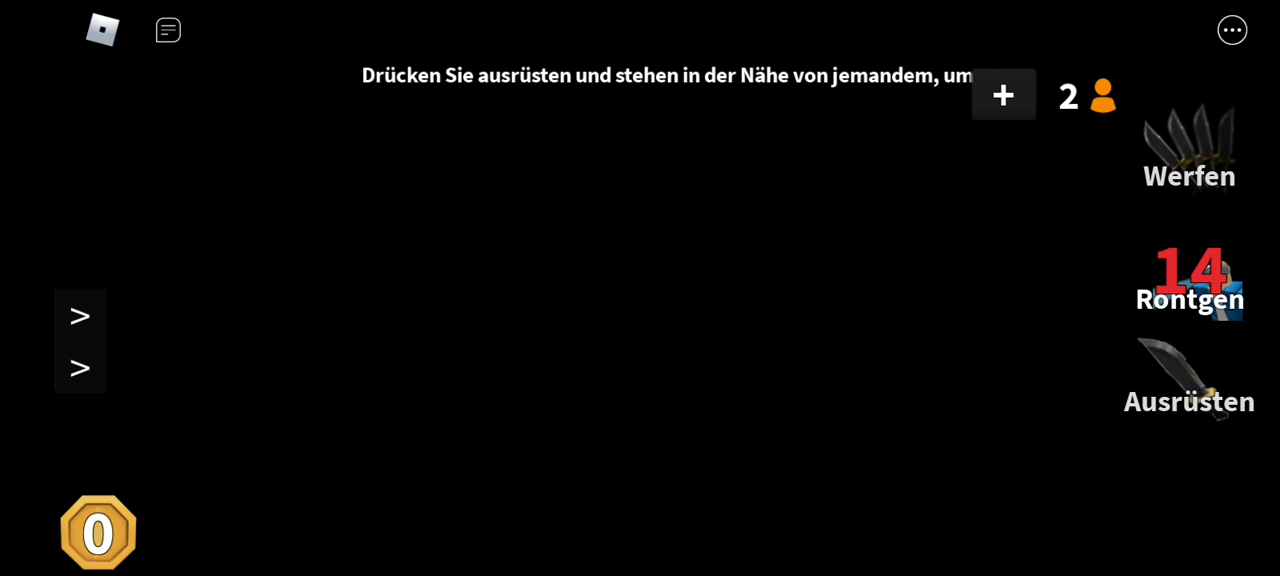 Drücken Sie ausrüsten und stehen in der Nähe von jemandem, um
+
2
Werfen
14
Röntgen
Ausrüsten
>
>
0